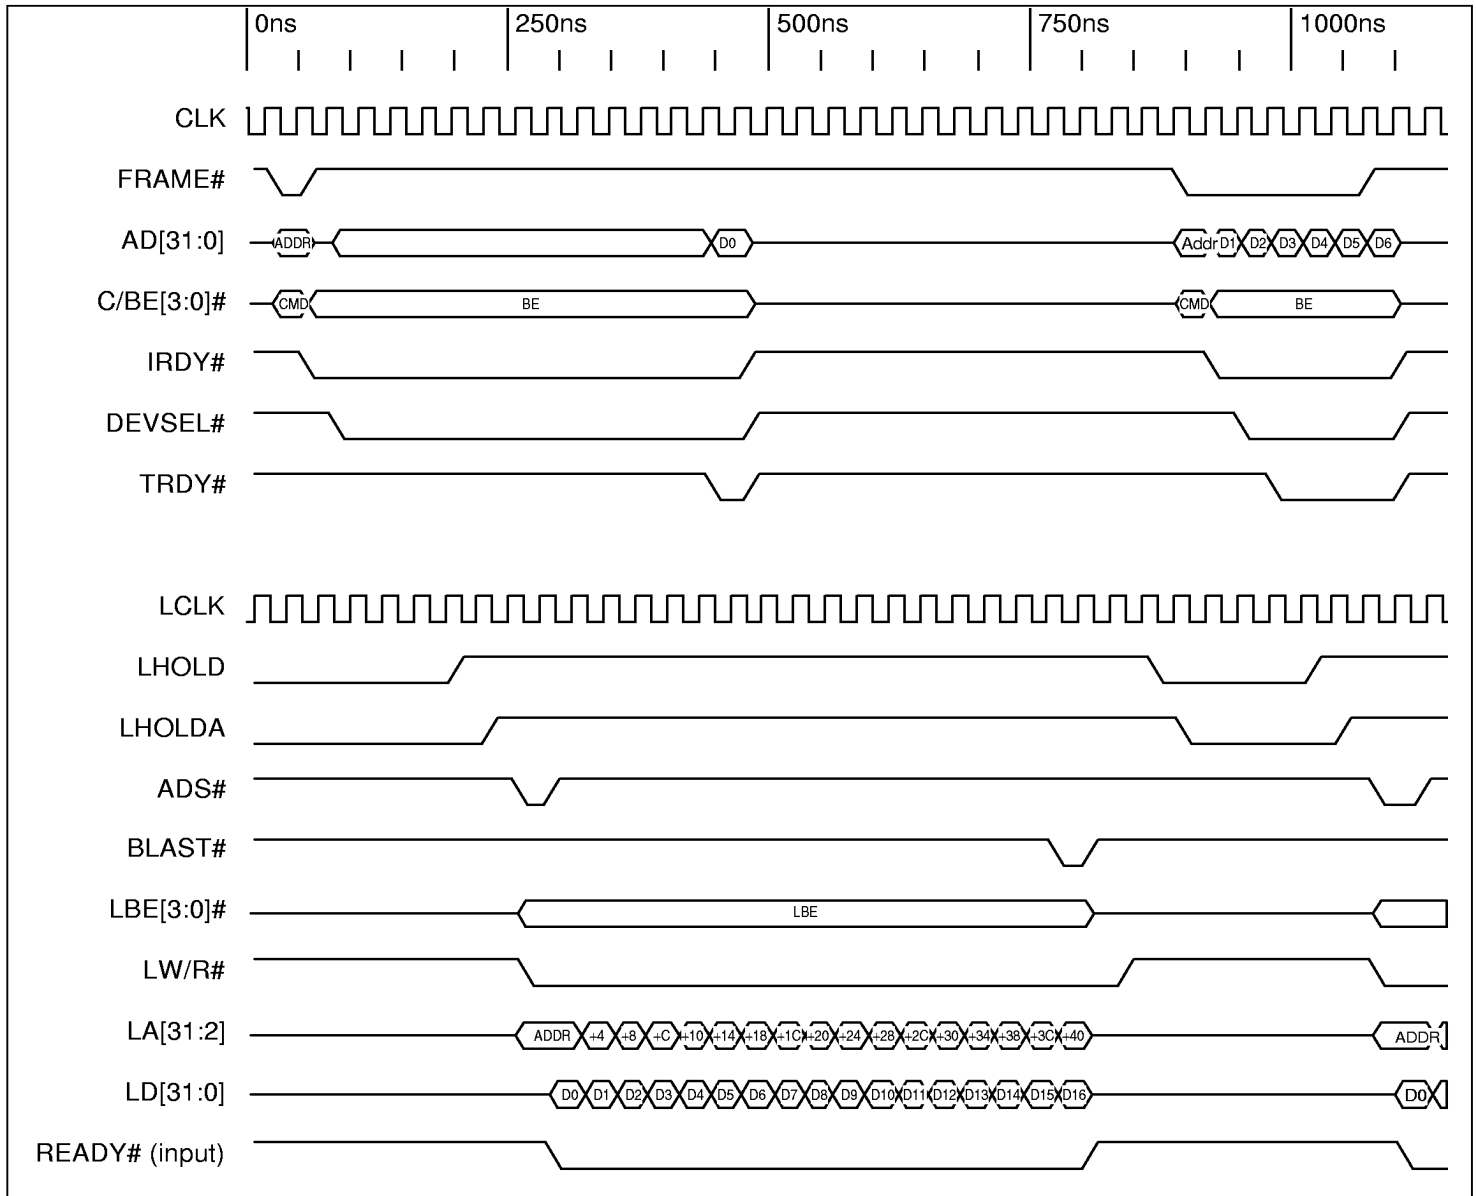 0ns 250ns 500ns 750ns 1000ns
CLK
FRAME#
AD[31:0] ADDR D0 Addr D1 D2 D3 D4 D5 D6
C/BE[3:0]# CMD BE CMD BE
IRDY#
DEVSEL#
TRDY#
LCLK
LHOLD
LHOLDA
ADS#
BLAST#
LBE[3:0]# LBE
LW/R#
LA[31:2] ADDR +4 +8 +C +10 +14 +18 +1C +20 +24 +28 +2C +30 +34 +38 +3C +40 ADDR
LD[31:0] D0 D1 D2 D3 D4 D5 D6 D7 D8 D9 D10 D11 D12 D13 D14 D15 D16 D0
READY# (input)